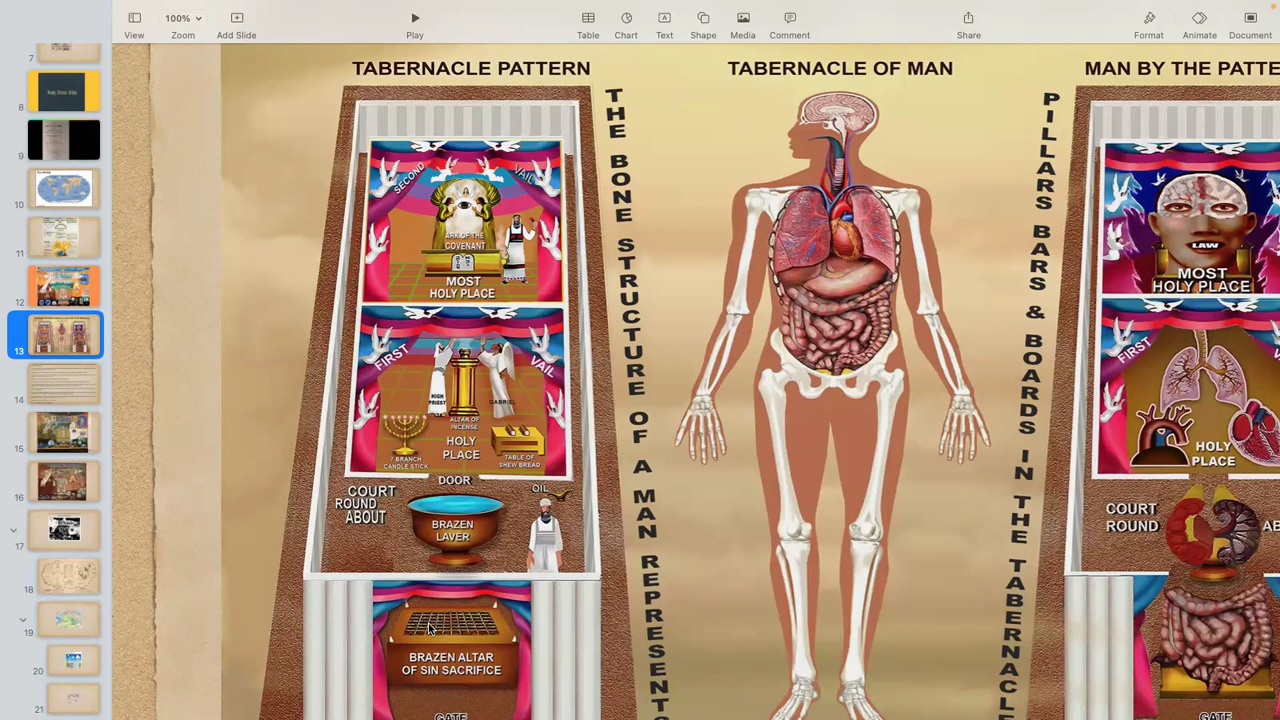 100%
View
Zoom
Add Slide
Play
Table
Chart
Text
Shape
Media
Comment
Share
Format
Animate
Document
7
8
9
10
11
12
13
14
15
16
17
18
19
20
21
TABERNACLE PATTERN
SECOND VAIL
ARK OF THE
COVENANT
MOST
HOLY PLACE
FIRST VAIL
HIGH
PRIEST
GABRIEL
ALTAR OF
INCENSE
HOLY
PLACE
7 BRANCH
CANDLE STICK
TABLE OF
SHEW BREAD
DOOR
COURT
ROUND
ABOUT
OIL
BRAZEN
LAVER
BRAZEN ALTAR
OF SIN SACRIFICE
GATE
THE BONE STRUCTURE OF A MAN REPRESENT
TABERNACLE OF MAN
PILLARS BARS & BOARDS IN THE TABERNACLE
MAN BY THE PATTE
LAW
MOST
HOLY PLACE
FIRST
HOLY
PLACE
COURT
ROUND
AB
GATE